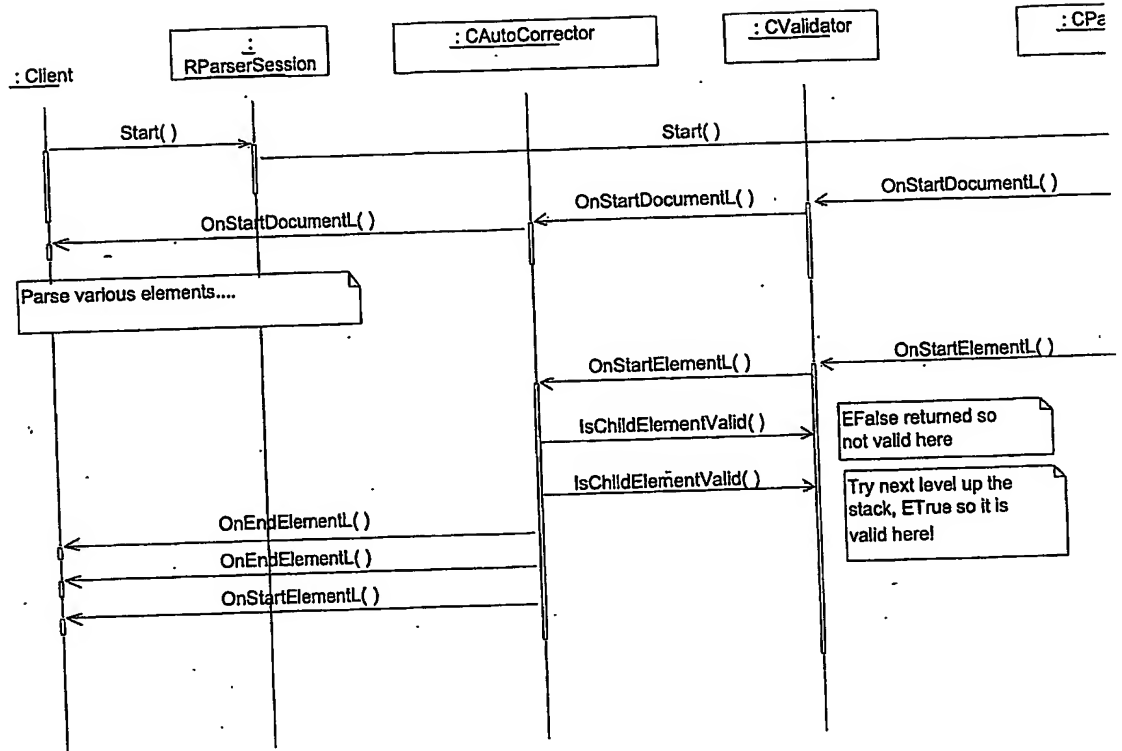 : Client
:
RParserSession
: CAutoCorrector
: CValidator
Start( )
Start( )
OnStartDocumentL( )
OnStartDocumentL( )
OnStartDocumentL( )
Parse various elements....
OnStartElementL( )
OnStartElementL( )
IsChildElementValid( )
EFalse returned so
not valid here
IsChildElementValid( )
Try next level up the
stack, ETrue so it is
valid here!
OnEndElementL( )
OnEndElementL( )
OnStartElementL( )